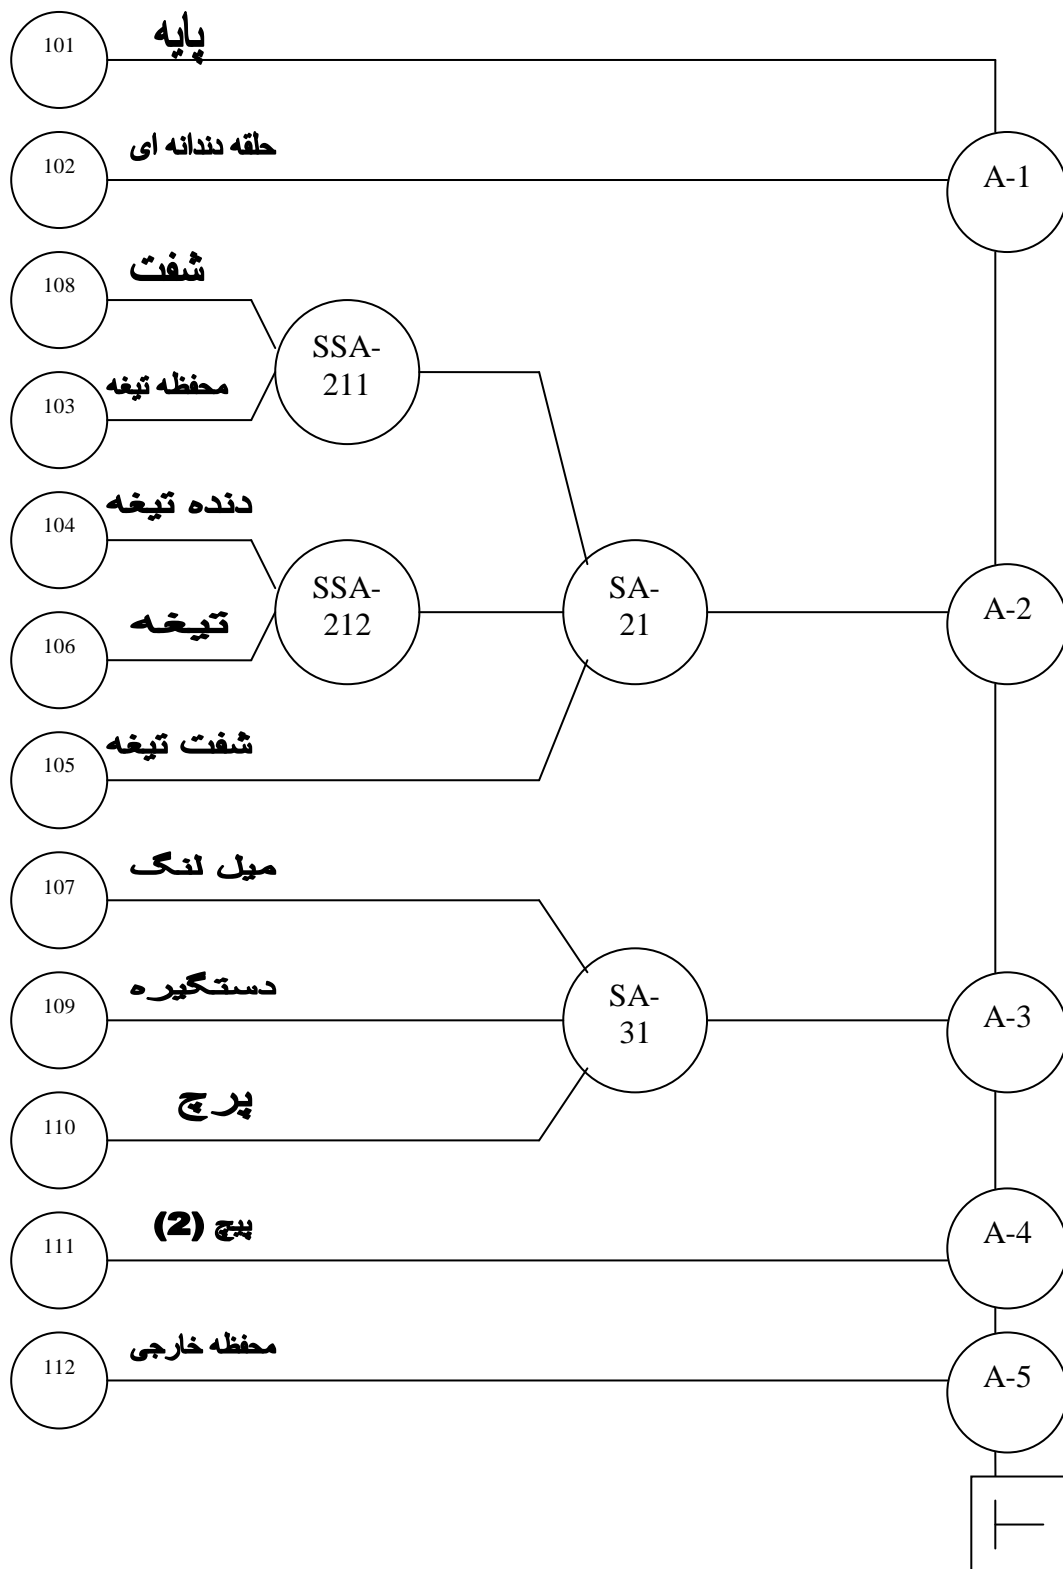 101
پایه
102
حلقه دندانه ای
A-1
108
شفت
SSA-
211
103
محفظه تیغه
104
دنده تیغه
SSA-
212
SA-
21
A-2
106
تیغه
105
شفت تیغه
107
میل لنگ
109
دستگیره
SA-
31
A-3
110
پرچ
111
پیچ (2)
A-4
112
محفظه خارجی
A-5